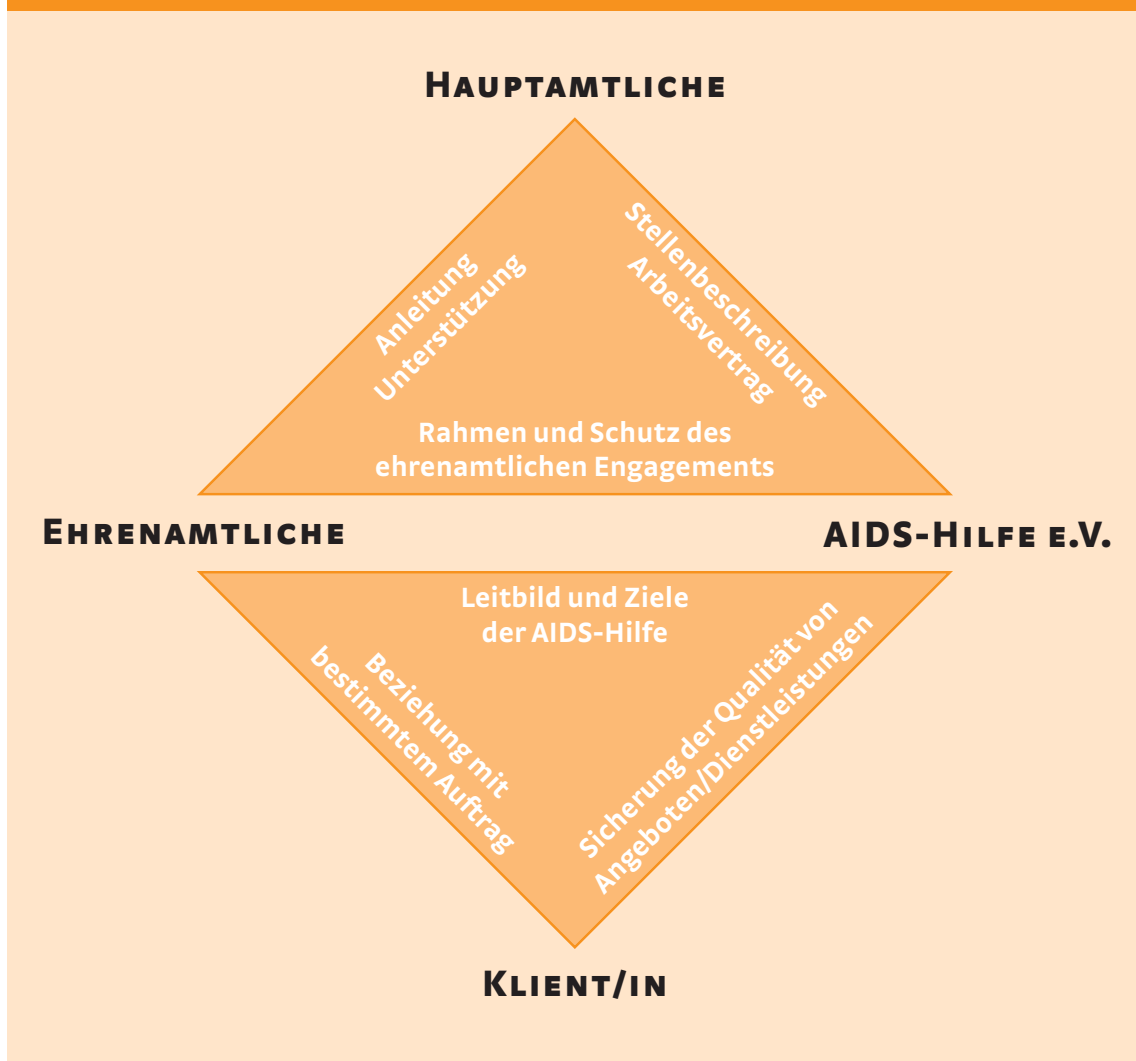 HAUPTAMTLICHE
Anleitung
Unterstützung
Stellenbeschreibung
Arbeitsvertrag
Rahmen und Schutz des
ehrenamtlichen Engagements
EHRENAMTLICHE
AIDS-HILFE E.V.
Leitbild und Ziele
der AIDS-Hilfe
Beziehung mit
bestimmtem Auftrag
Sicherung der Qualität von
Angeboten/Dienstleistungen
KLIENT/IN